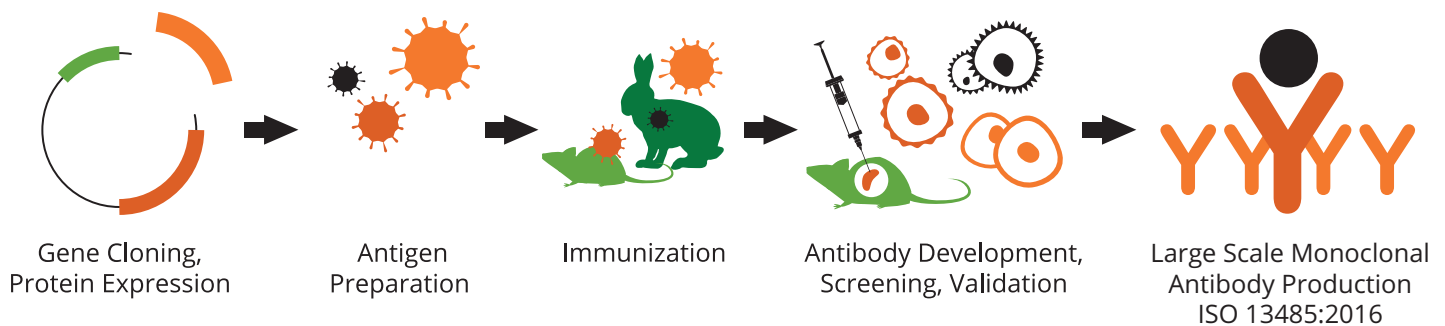 Gene Cloning,
Protein Expression
Antigen
Preparation
Immunization
Antibody Development,
Screening, Validation
Large Scale Monoclonal
Antibody Production
ISO 13485:2016